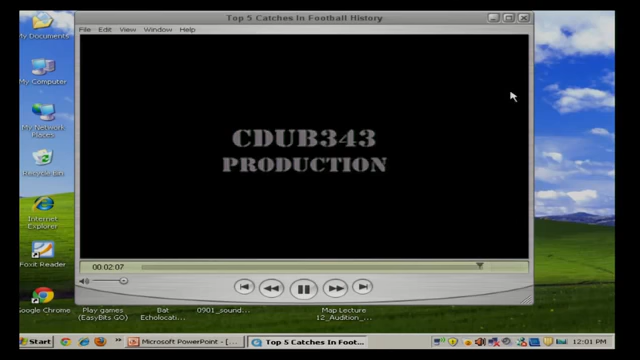 Top 5 Catches In Football History
File Edit View Window Help
My Documents
My Computer
My Network Places
Recycle Bin
Internet Explorer
Foxit Reader
Google Chrome
CDUB343
PRODUCTION
00:02:07
Play games (EasyBits GO)
Bat Echolocati...
0901_sound...
Map Lecture 12_Audition_...
Start
Microsoft PowerPoint - [...
Top 5 Catches In Foot...
12:01 PM